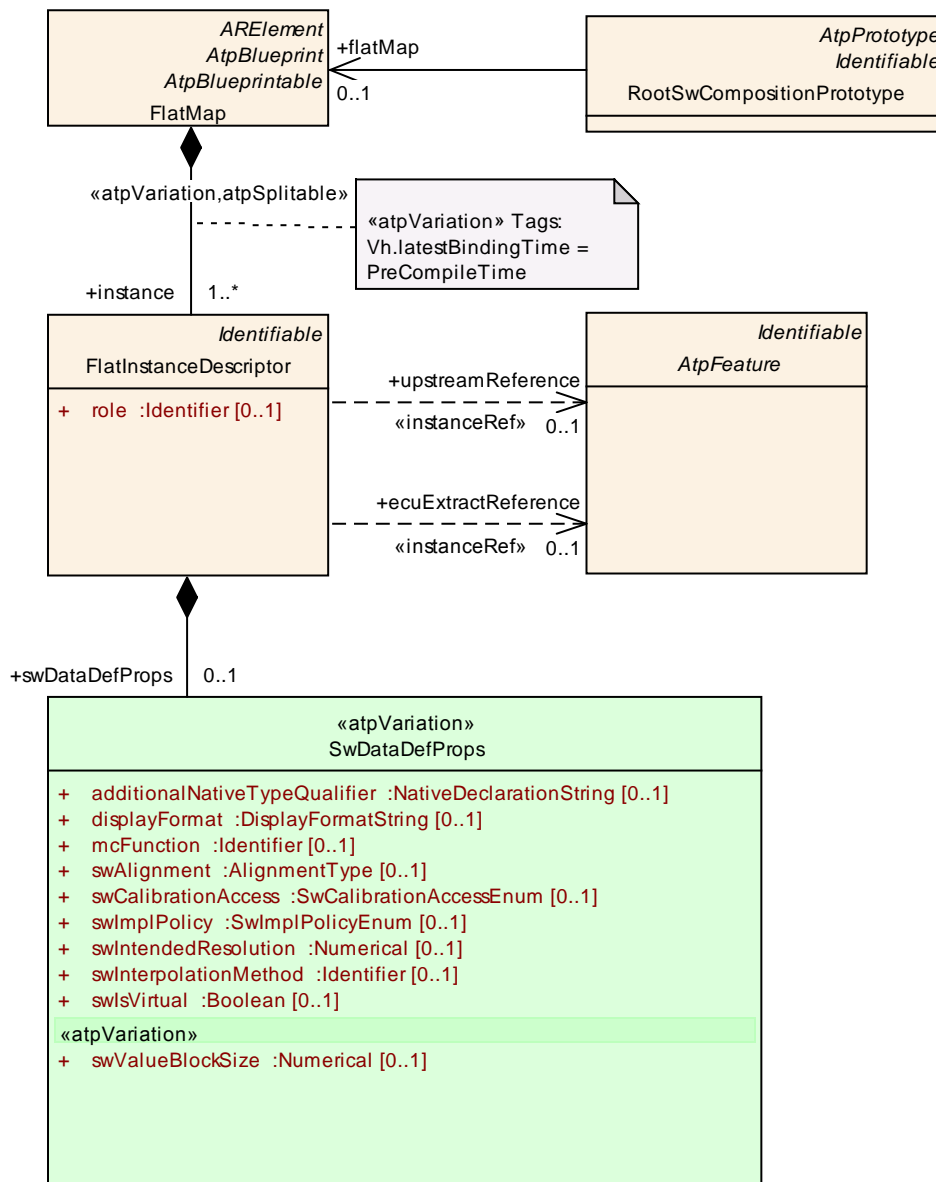 ARElement
AtpBlueprint
AtpBlueprintable
FlatMap
+flatMap
0..1
AtpPrototype
Identifiable
RootSwCompositionPrototype
«atpVariation,atpSplitable»
«atpVariation» Tags:
Vh.latestBindingTime =
PreCompileTime
+instance
1..*
Identifiable
FlatInstanceDescriptor
+ role :Identifier [0..1]
+upstreamReference
«instanceRef»
0..1
+ecuExtractReference
«instanceRef»
0..1
Identifiable
AtpFeature
+swDataDefProps
0..1
«atpVariation»
SwDataDefProps
+ additionalNativeTypeQualifier :NativeDeclarationString [0..1]
+ displayFormat :DisplayFormatString [0..1]
+ mcFunction :Identifier [0..1]
+ swAlignment :AlignmentType [0..1]
+ swCalibrationAccess :SwCalibrationAccessEnum [0..1]
+ swImplPolicy :SwImplPolicyEnum [0..1]
+ swIntendedResolution :Numerical [0..1]
+ swInterpolationMethod :Identifier [0..1]
+ swIsVirtual :Boolean [0..1]
«atpVariation»
+ swValueBlockSize :Numerical [0..1]